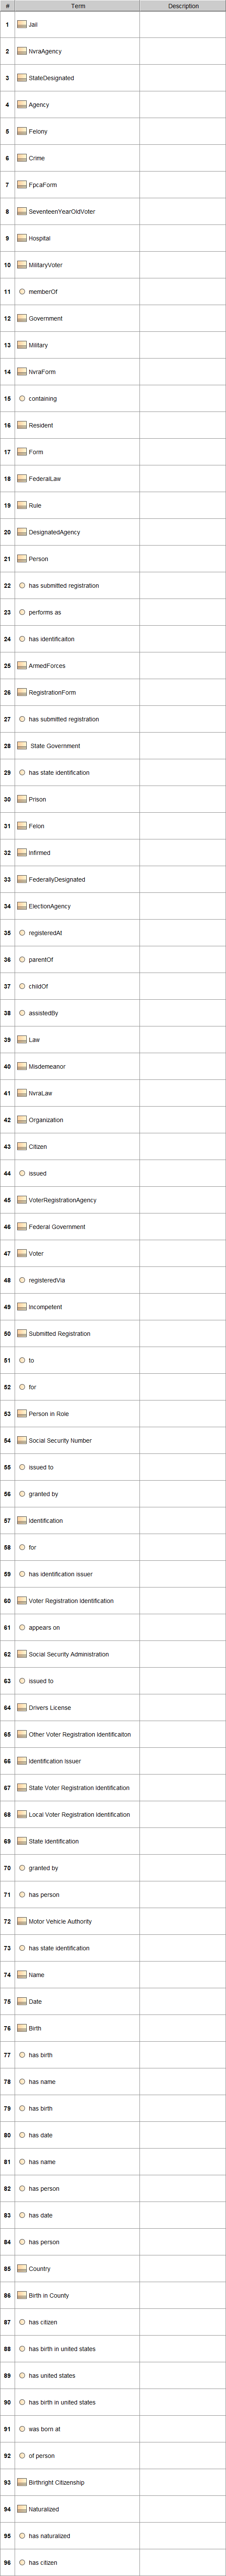 # Term Description
1 Jail
2 NvraAgency
3 StateDesignated
4 Agency
5 Felony
6 Crime
7 FpcaForm
8 SeventeenYearOldVoter
9 Hospital
10 MilitaryVoter
11 memberOf
12 Government
13 Military
14 NvraForm
15 containing
16 Resident
17 Form
18 FederalLaw
19 Rule
20 DesignatedAgency
21 Person
22 has submitted registration
23 performs as
24 has identificaiton
25 ArmedForces
26 RegistrationForm
27 has submitted registration
28 State Government
29 has state identification
30 Prison
31 Felon
32 Infirmed
33 FederallyDesignated
34 ElectionAgency
35 registeredAt
36 parentOf
37 childOf
38 assistedBy
39 Law
40 Misdemeanor
41 NvraLaw
42 Organization
43 Citizen
44 issued
45 VoterRegistrationAgency
46 Federal Government
47 Voter
48 registeredVia
49 Incompetent
50 Submitted Registration
51 to
52 for
53 Person in Role
54 Social Security Number
55 issued to
56 granted by
57 Identification
58 for
59 has identification issuer
60 Voter Registration Identification
61 appears on
62 Social Security Administration
63 issued to
64 Drivers License
65 Other Voter Registration Identificaiton
66 Identification Issuer
67 State Voter Registration Identification
68 Local Voter Registration Identification
69 State Identification
70 granted by
71 has person
72 Motor Vehicle Authority
73 has state identification
74 Name
75 Date
76 Birth
77 has birth
78 has name
79 has birth
80 has date
81 has name
82 has person
83 has date
84 has person
85 Country
86 Birth in County
87 has citizen
88 has birth in united states
89 has united states
90 has birth in united states
91 was born at
92 of person
93 Birthright Citizenship
94 Naturalized
95 has naturalized
96 has citizen